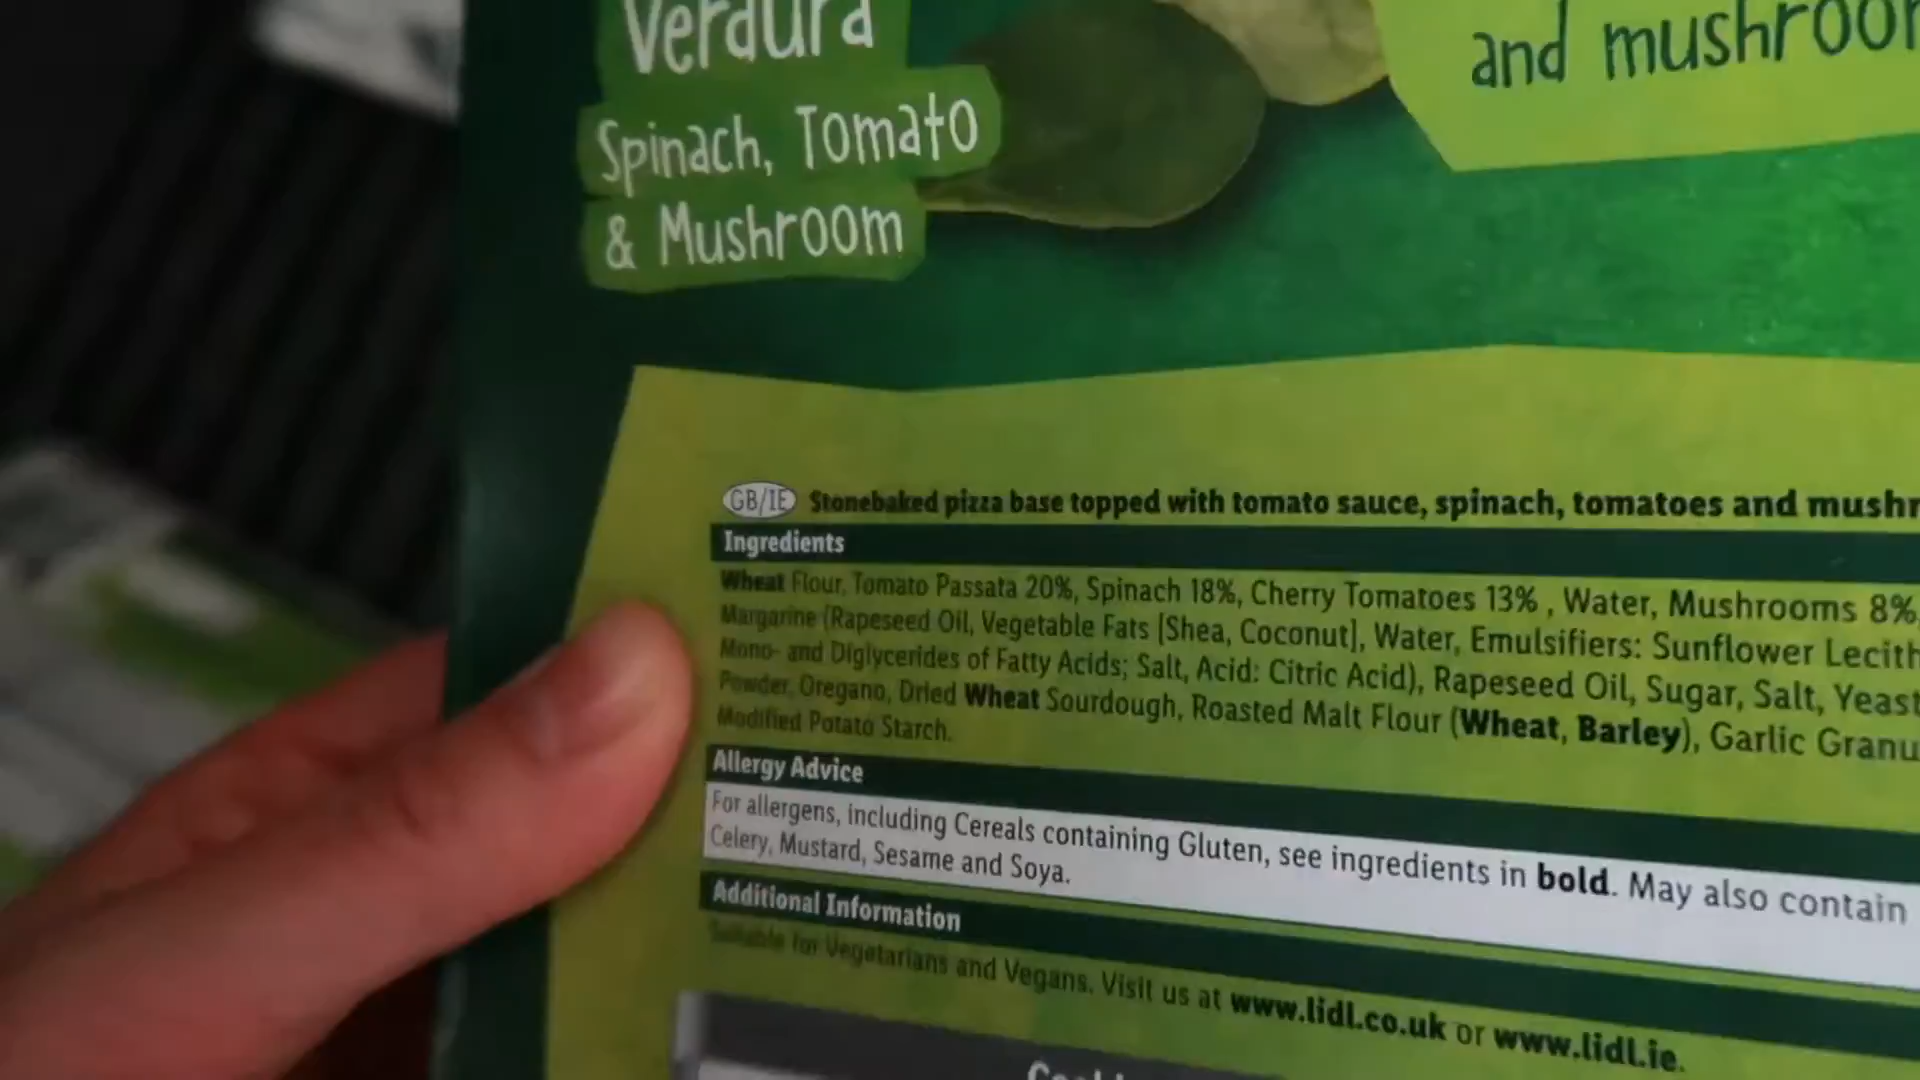 Verdura
Spinach, Tomato
& Mushroom
and mushroom
GB/IE Stonebaked pizza base topped with tomato sauce, spinach, tomatoes and mushr
Ingredients
Wheat Flour, Tomato Passata 20%, Spinach 18%, Cherry Tomatoes 13% , Water, Mushrooms 8%,
Margarine (Rapeseed Oil, Vegetable Fats [Shea, Coconut], Water, Emulsifiers: Sunflower Lecith
Mono- and Diglycerides of Fatty Acids; Salt, Acid: Citric Acid), Rapeseed Oil, Sugar, Salt, Yeast
Powder, Oregano, Dried Wheat Sourdough, Roasted Malt Flour (Wheat, Barley), Garlic Granu
Modified Potato Starch.
Allergy Advice
For allergens, including Cereals containing Gluten, see ingredients in bold. May also contain
Celery, Mustard, Sesame and Soya.
Additional Information
Suitable for Vegetarians and Vegans. Visit us at www.lidl.co.uk or www.lidl.ie.